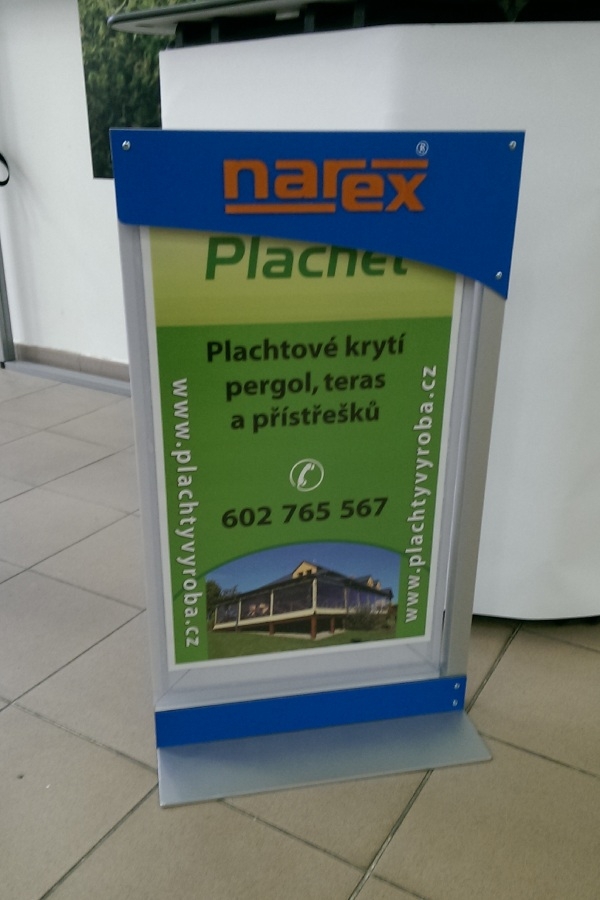 narex®
Plachet
Plachtové krytí
pergol, teras
a přístřešků
602 765 567
www.plachtyvyroba.cz
www.plachtyvyroba.cz